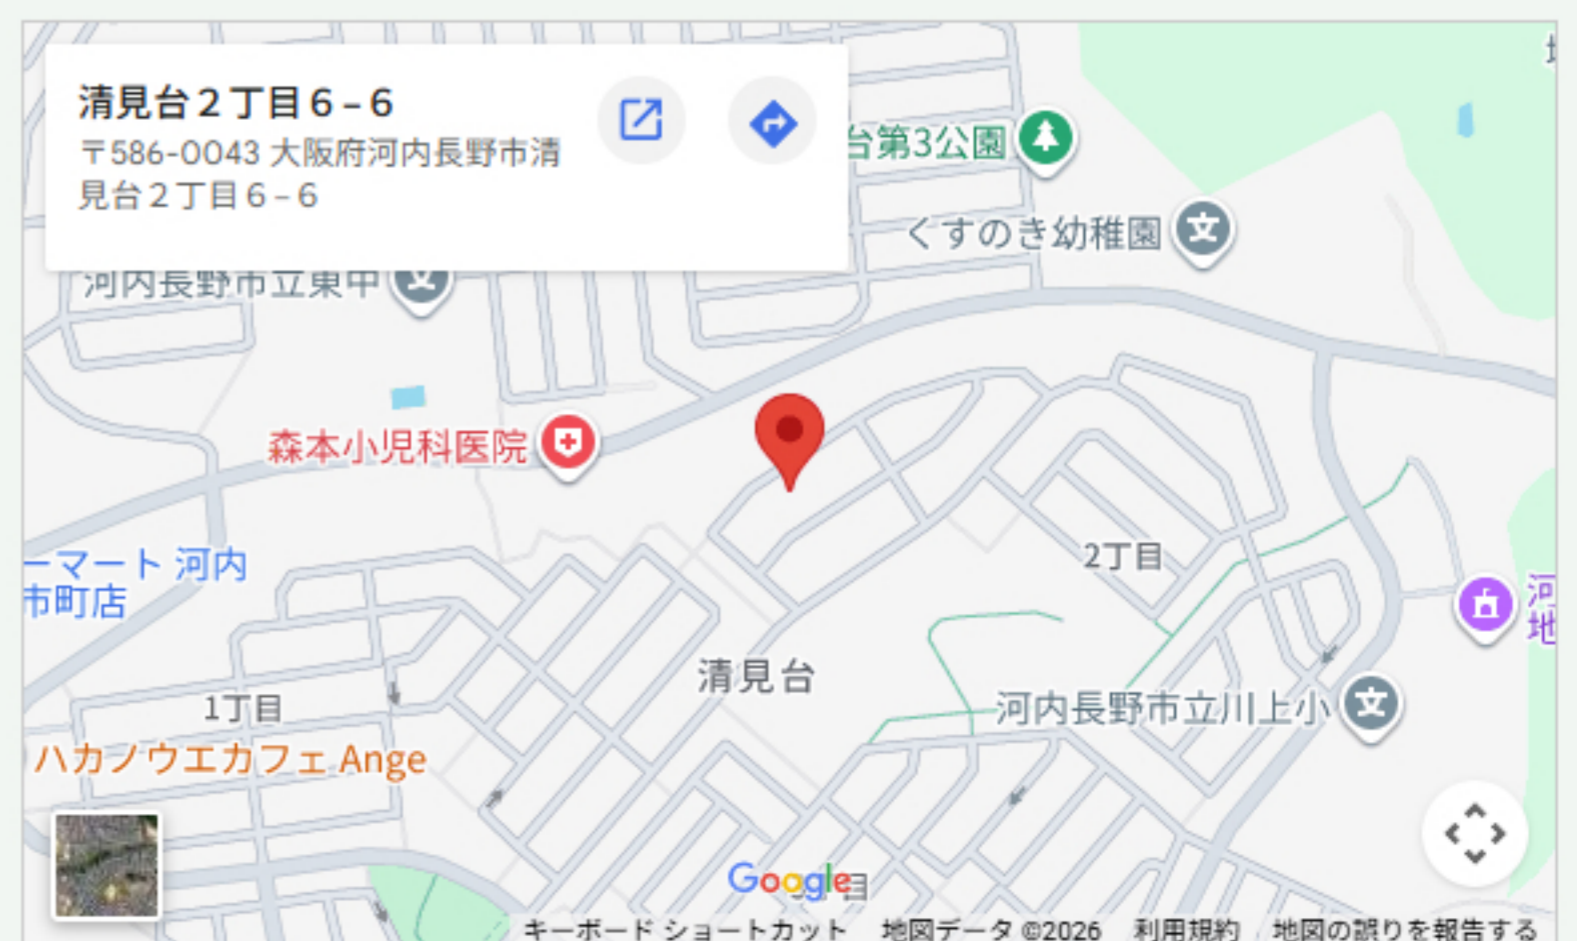 清見台２丁目６−６
〒586-0043 大阪府河内長野市清
見台２丁目６−６
台第3公園
くすのき幼稚園
河内長野市立東中
森本小児科医院
ーマート 河内
市町店
2丁目
河
地
清見台
1丁目
河内長野市立川上小
ハカノウエカフェ Ange
Google
目
キーボード ショートカット
地図データ ©2026
利用規約
地図の誤りを報告する